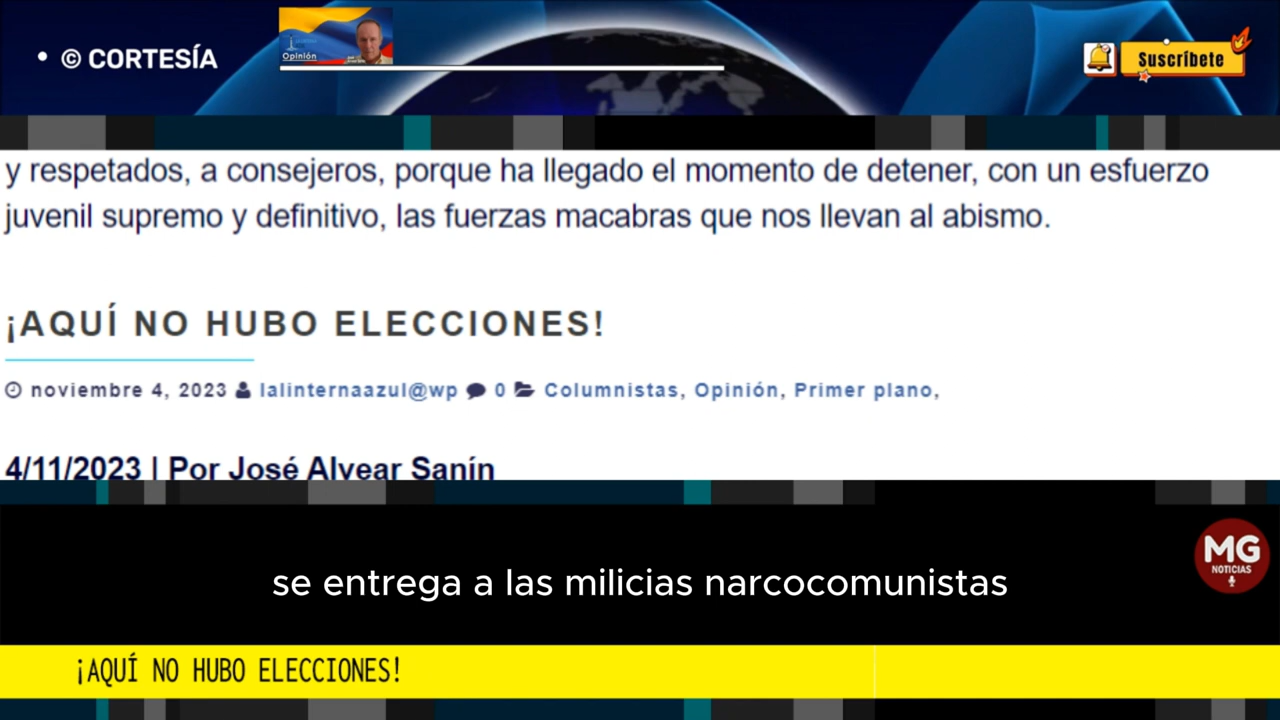 • © CORTESÍA
Opinión
Suscríbete
y respetados, a consejeros, porque ha llegado el momento de detener, con un esfuerzo
juvenil supremo y definitivo, las fuerzas macabras que nos llevan al abismo.
¡AQUÍ NO HUBO ELECCIONES!
noviembre 4, 2023 lalinternaazul@wp 0 Columnistas, Opinión, Primer plano,
4/11/2023 | Por José Alvear Sanín
se entrega a las milicias narcocomunistas
MG
NOTICIAS
¡AQUÍ NO HUBO ELECCIONES!